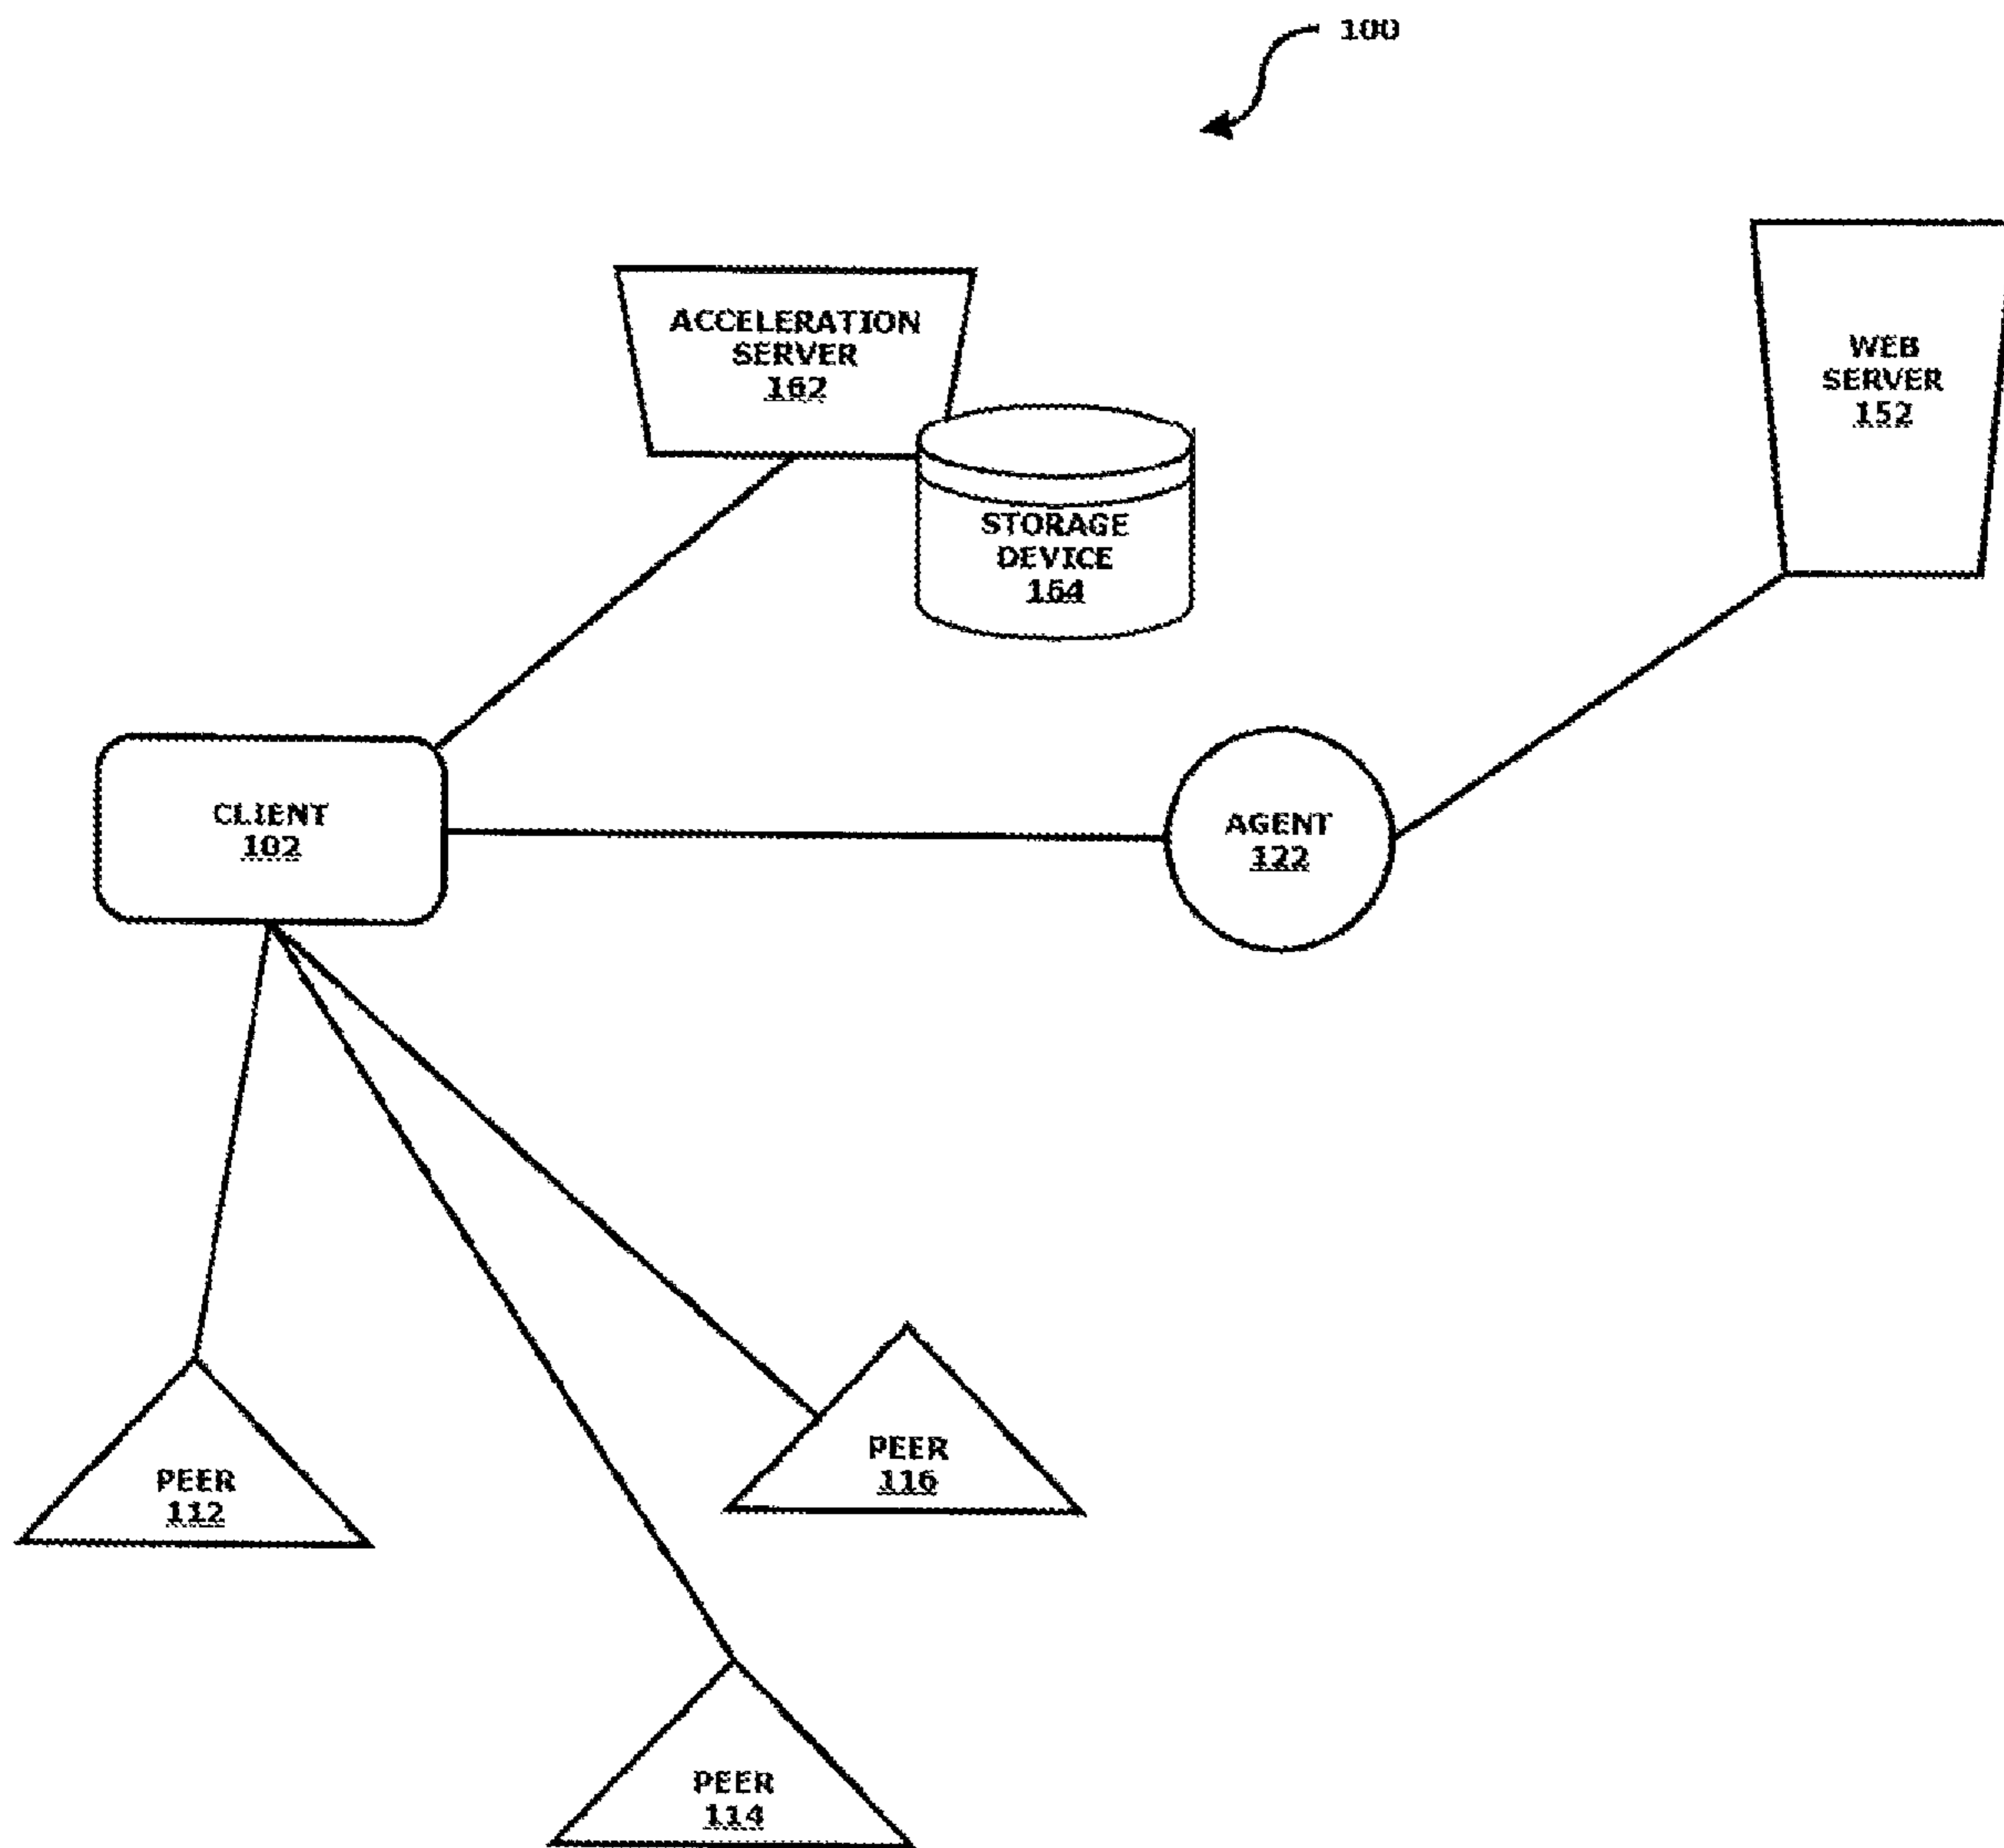 100
ACCELERATION
SERVER
162
WEB
SERVER
152
STORAGE
DEVICE
164
CLIENT
102
AGENT
122
PEER
116
PEER
112
PEER
114